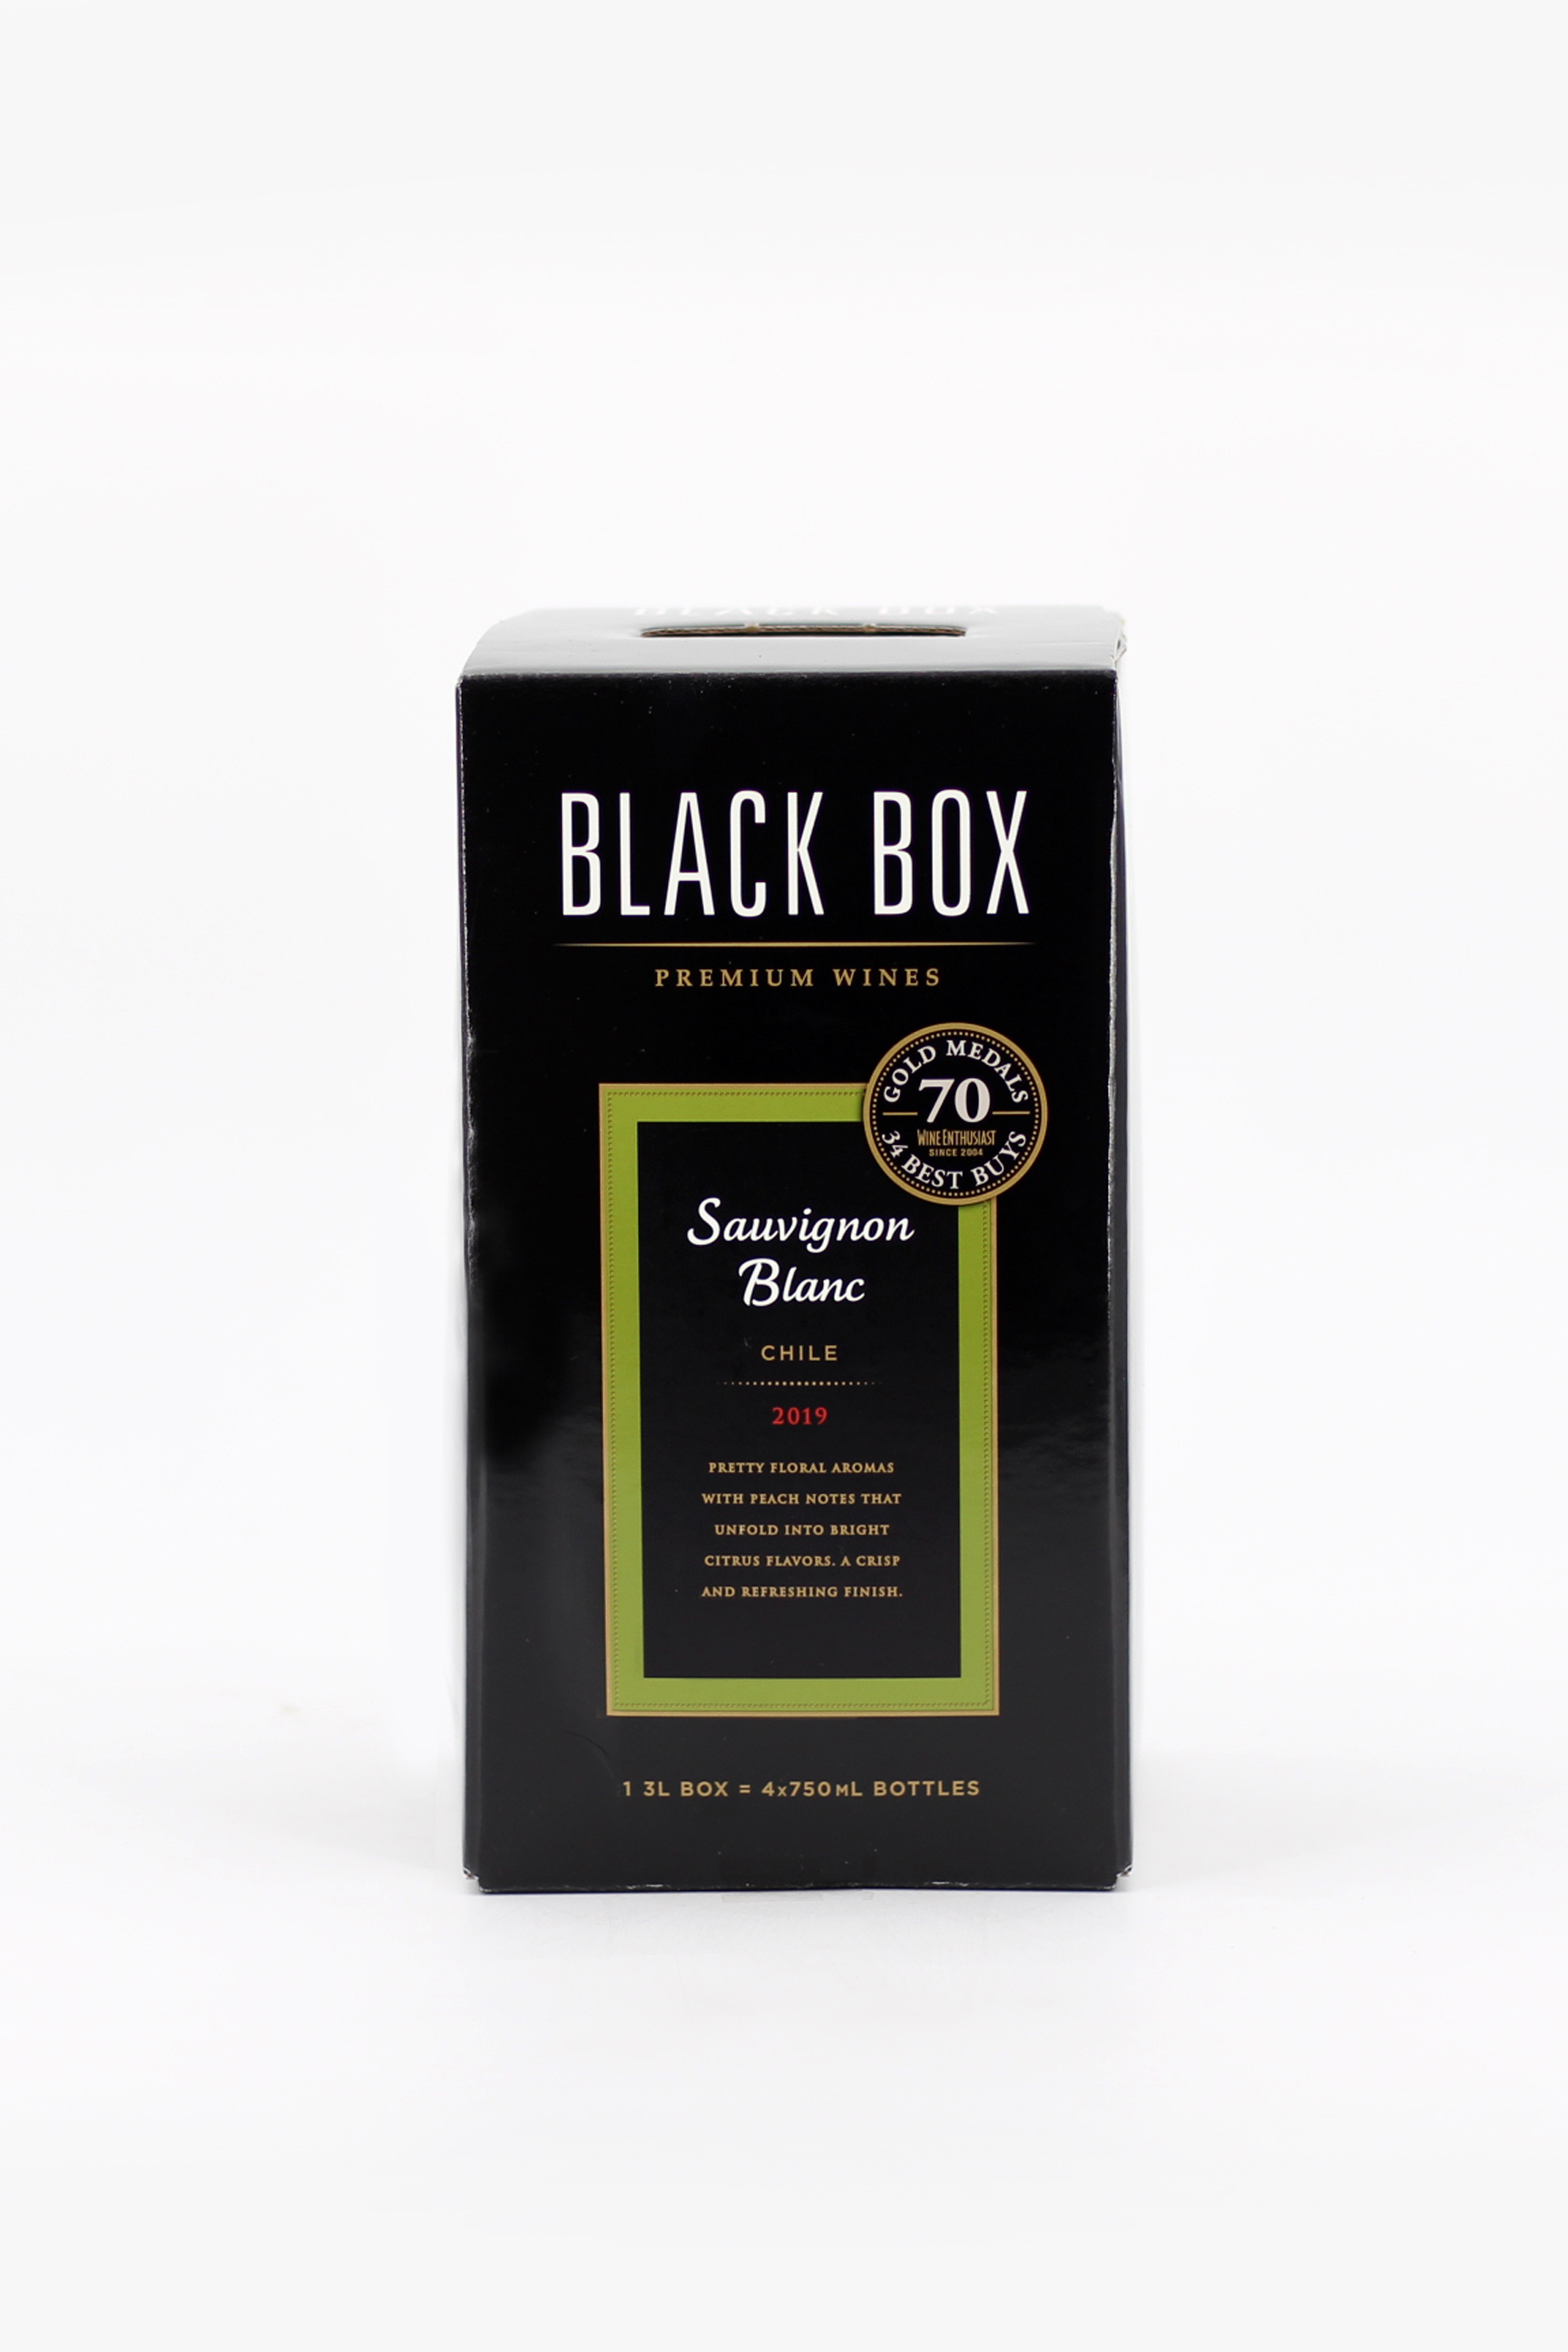 BLACK BOX
BLACK BOX
PREMIUM WINES
GOLD MEDALS
70
WINE ENTHUSIAST
SINCE 2004
34 BEST BUYS
Sauvignon
Blanc
CHILE
2019
PRETTY FLORAL AROMAS
WITH PEACH NOTES THAT
UNFOLD INTO BRIGHT
CITRUS FLAVORS. A CRISP
AND REFRESHING FINISH.
1 3L BOX = 4x750ML BOTTLES